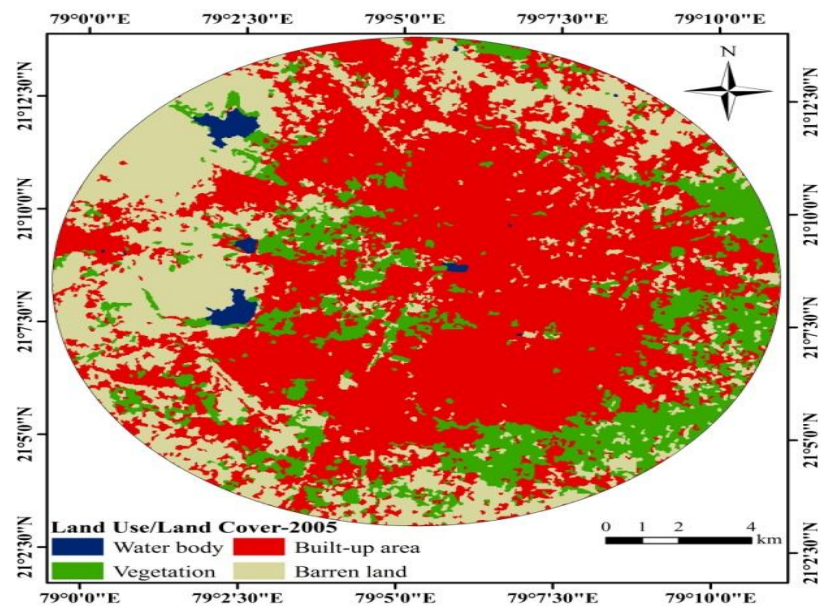 79°0'0"N 79°2'30"N 79°5'0"N 79°7'30"N 79°10'0"N
N
21°12'30"N 21°12'30"N
21°10'0"N 21°10'0"N
21°7'30"N 21°7'30"N
21°5'0"N 21°5'0"N
21°2'30"N 21°2'30"N
Land Use/Land Cover-2005
Water body Built-up area
Vegetation Barren land
0 1 2 4
km
79°0'0"N 79°2'30"N 79°5'0"N 79°7'30"N 79°10'0"N